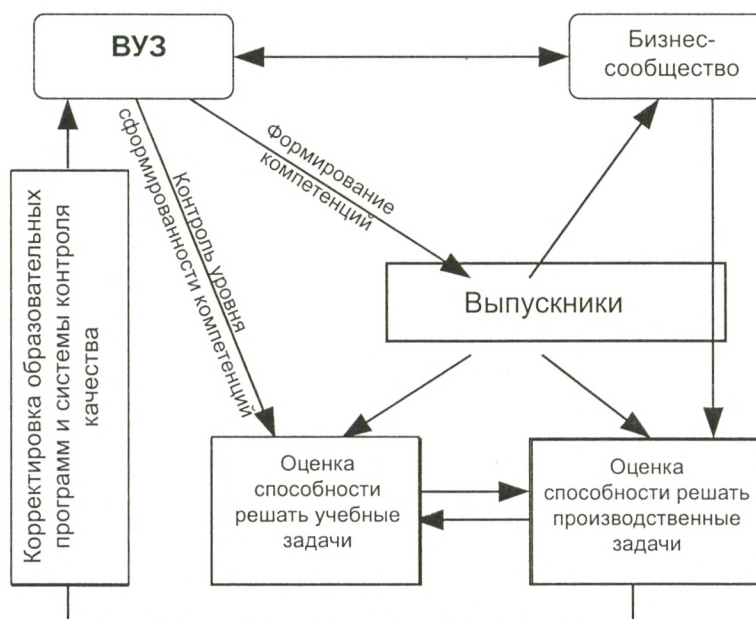 ВУЗ
Бизнес-
сообщество
Формирование
компетенций
Контроль уровня
сформированности компетенций
Корректировка образовательных
программ и системы контроля
качества
Выпускники
Оценка
способности
решать учебные
задачи
Оценка
способности решать
производственные
задачи